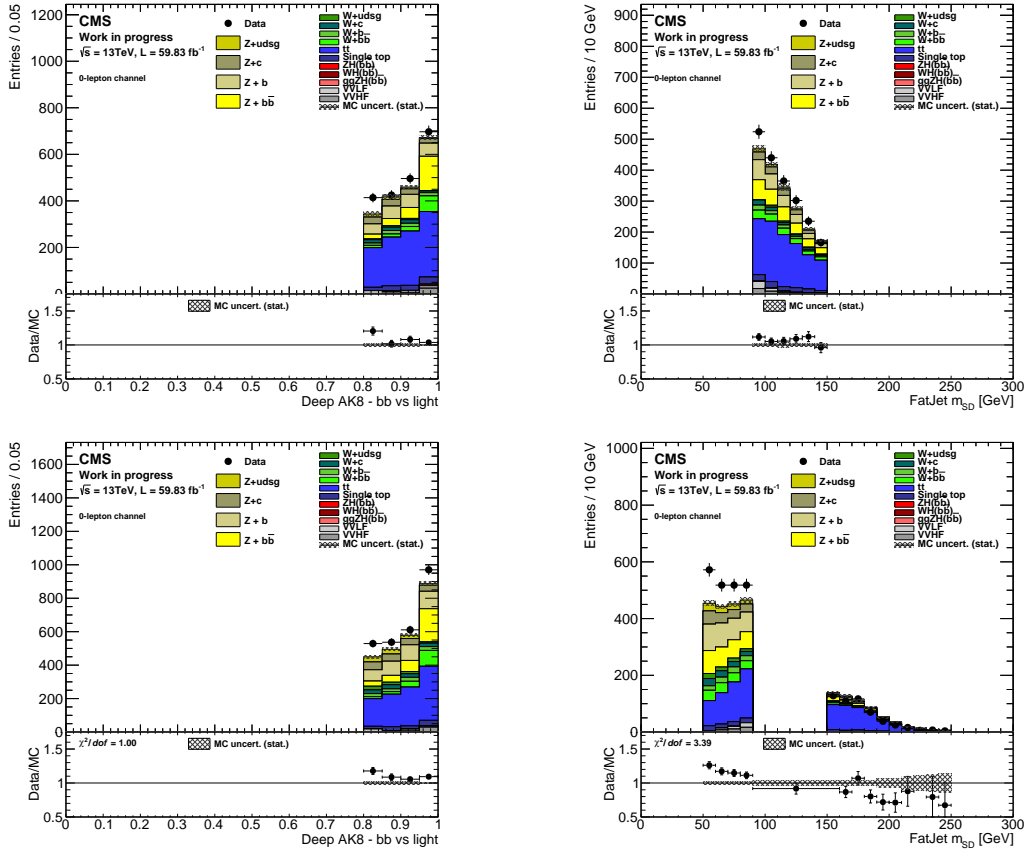 CMS
Work in progress
√s = 13TeV, L = 59.83 fb⁻¹
0-lepton channel
Data
Z+udsg
Z+c
Z + b
Z + bb̅
W+udsg
W+c
W+b
W+bb̅
tt
Single top
ZH(bb̅)
WH(bb̅)
ggZH(bb̅)
VVLF
VVHF
MC uncert. (stat.)
Entries / 0.05
0 200 400 600 800 1000 1200
MC uncert. (stat.)
Data/MC
0.5 1 1.5
0 0.1 0.2 0.3 0.4 0.5 0.6 0.7 0.8 0.9 1
Deep AK8 - bb vs light
CMS
Work in progress
√s = 13TeV, L = 59.83 fb⁻¹
0-lepton channel
Data
Z+udsg
Z+c
Z + b
Z + bb̅
W+udsg
W+c
W+b
W+bb̅
tt
Single top
ZH(bb̅)
WH(bb̅)
ggZH(bb̅)
VVLF
VVHF
MC uncert. (stat.)
Entries / 10 GeV
0 100 200 300 400 500 600 700 800 900
MC uncert. (stat.)
Data/MC
0.5 1 1.5
0 50 100 150 200 250 300
FatJet m_SD [GeV]
CMS
Work in progress
√s = 13TeV, L = 59.83 fb⁻¹
0-lepton channel
Data
Z+udsg
Z+c
Z + b
Z + bb̅
W+udsg
W+c
W+b
W+bb̅
tt
Single top
ZH(bb̅)
WH(bb̅)
ggZH(bb̅)
VVLF
VVHF
MC uncert. (stat.)
Entries / 0.05
0 200 400 600 800 1000 1200 1400 1600
χ²/ dof = 1.00
MC uncert. (stat.)
Data/MC
0.5 1 1.5
0 0.1 0.2 0.3 0.4 0.5 0.6 0.7 0.8 0.9 1
Deep AK8 - bb vs light
CMS
Work in progress
√s = 13TeV, L = 59.83 fb⁻¹
0-lepton channel
Data
Z+udsg
Z+c
Z + b
Z + bb̅
W+udsg
W+c
W+b
W+bb̅
tt
Single top
ZH(bb̅)
WH(bb̅)
ggZH(bb̅)
VVLF
VVHF
MC uncert. (stat.)
Entries / 10 GeV
0 200 400 600 800 1000
χ²/ dof = 3.39
MC uncert. (stat.)
Data/MC
0.5 1 1.5
0 50 100 150 200 250 300
FatJet m_SD [GeV]